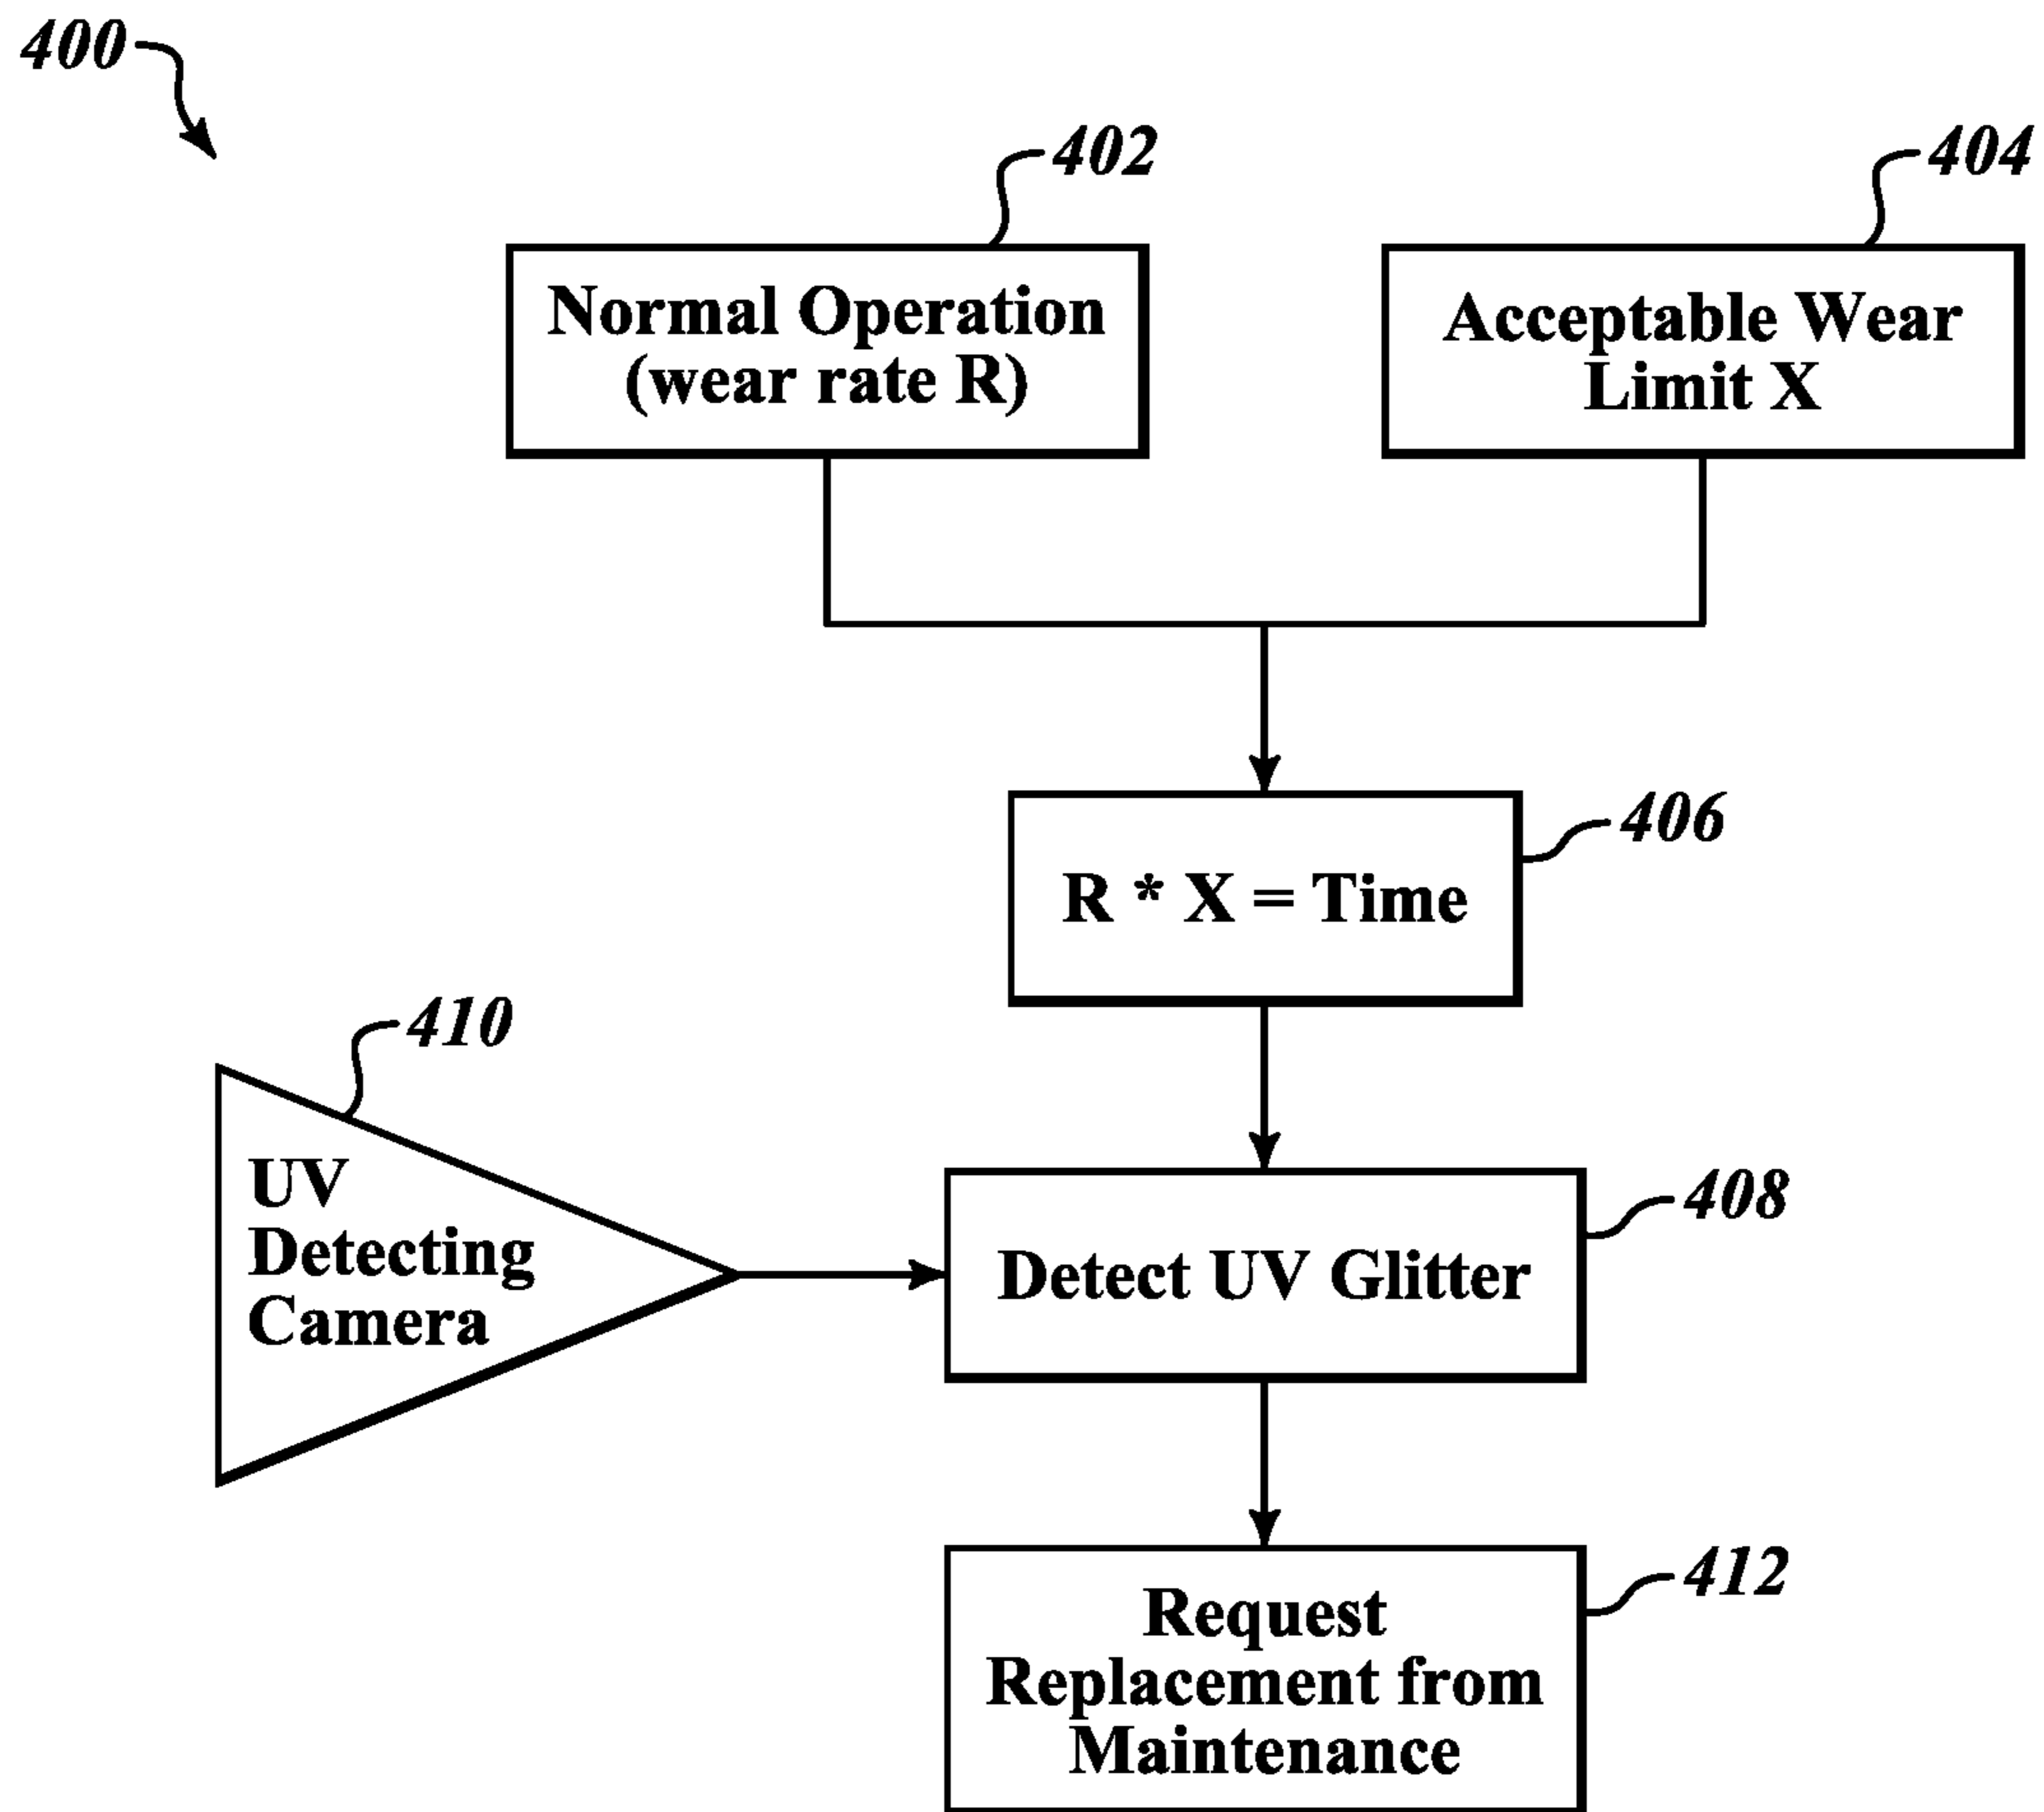 400
402
404
Normal Operation
(wear rate R)
Acceptable Wear
Limit X
406
R * X = Time
410
UV
Detecting
Camera
408
Detect UV Glitter
412
Request
Replacement from
Maintenance